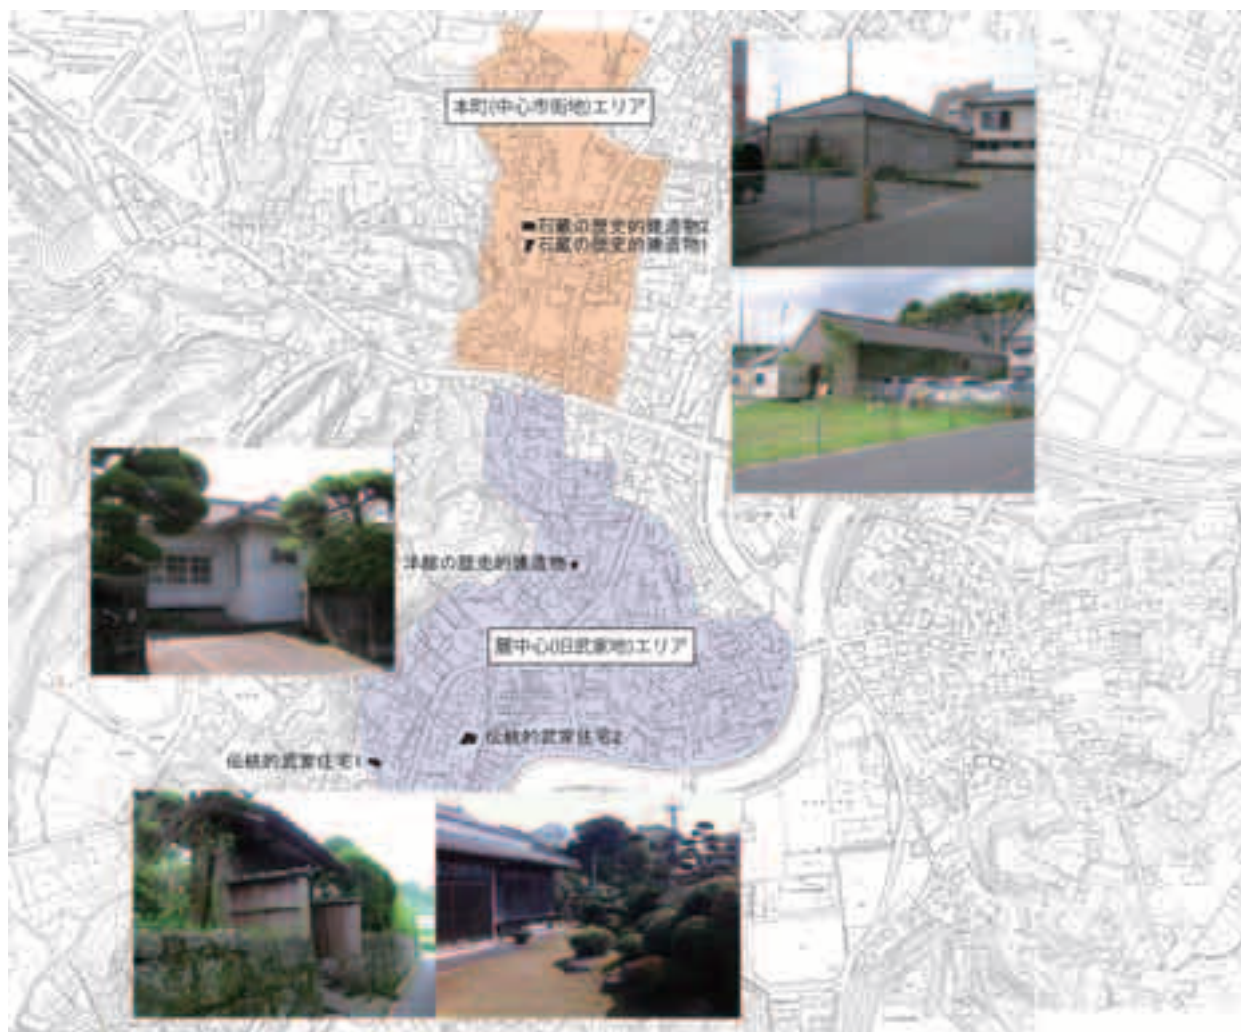 本町(中心市街地)エリア
石蔵の歴史的建造物2
石蔵の歴史的建造物1
洋館の歴史的建造物
麓中心(旧武家地)エリア
伝統的武家住宅2
伝統的武家住宅1